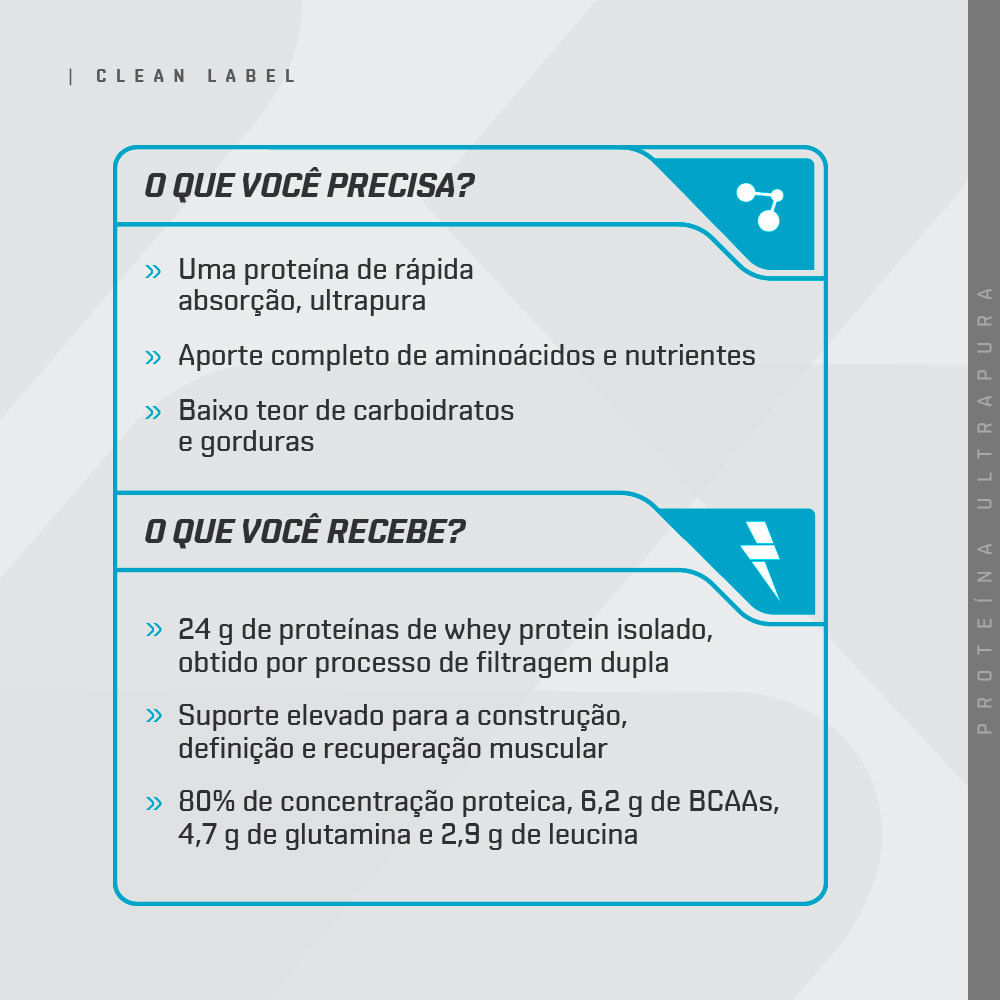 | CLEAN LABEL
O QUE VOCÊ PRECISA?
» Uma proteína de rápida
absorção, ultrapura
» Aporte completo de aminoácidos e nutrientes
» Baixo teor de carboidratos
e gorduras
O QUE VOCÊ RECEBE?
» 24 g de proteínas de whey protein isolado,
obtido por processo de filtragem dupla
» Suporte elevado para a construção,
definição e recuperação muscular
» 80% de concentração proteica, 6,2 g de BCAAs,
4,7 g de glutamina e 2,9 g de leucina
PROTEÍNA ULTRAPURA